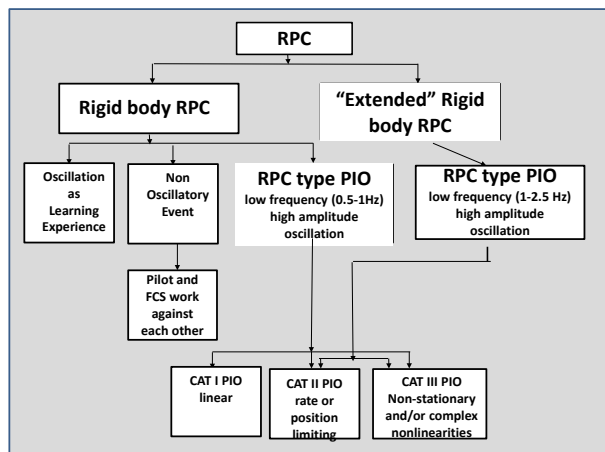 RPC
Rigid body RPC
“Extended” Rigid
body RPC
Oscillation
as
Learning
Experience
Non
Oscillatory
Event
RPC type PIO
low frequency (0.5-1Hz)
high amplitude
oscillation
RPC type PIO
low frequency (1-2.5 Hz)
high amplitude
oscillation
Pilot and
FCS work
against
each other
CAT I PIO
linear
CAT II PIO
rate or
position
limiting
CAT III PIO
Non-stationary
and/or complex
nonlinearities